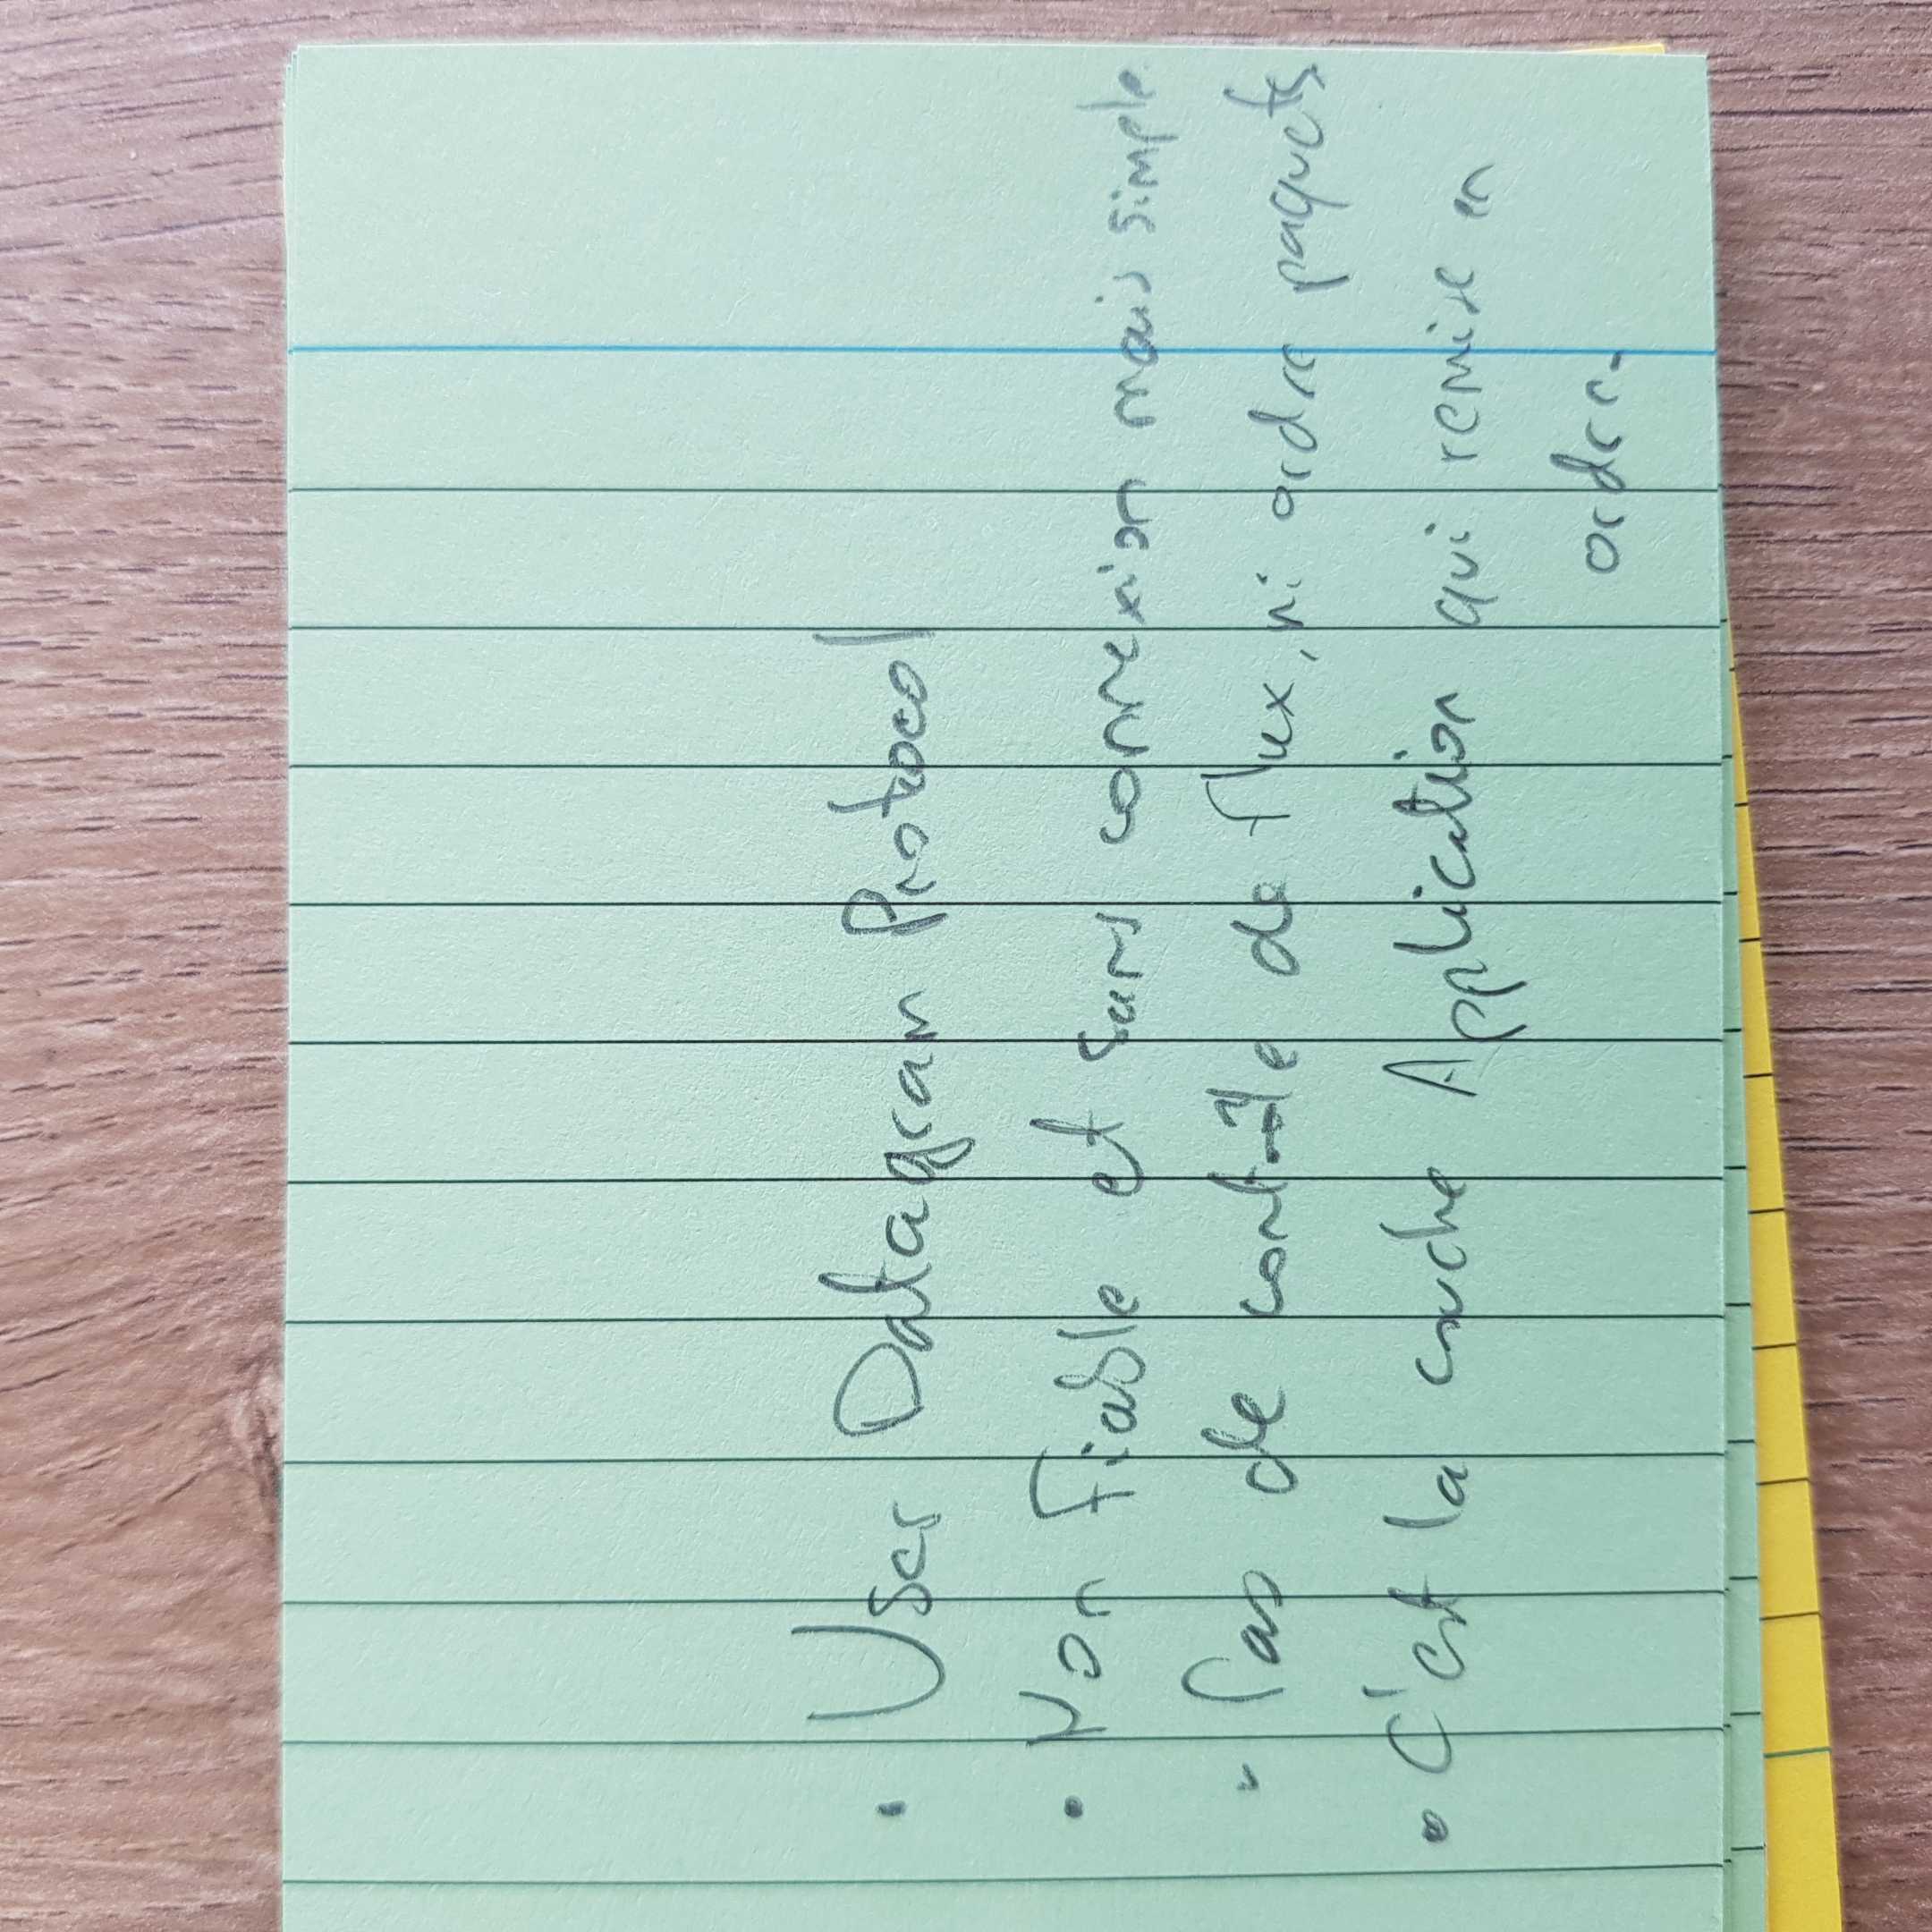 • User Datagram Protocol
• Non fiable et sans connexion mais simple
• Pas de contrôle de flux, ni ordre paquets
• C'est la couche Application qui remise en
ordre.